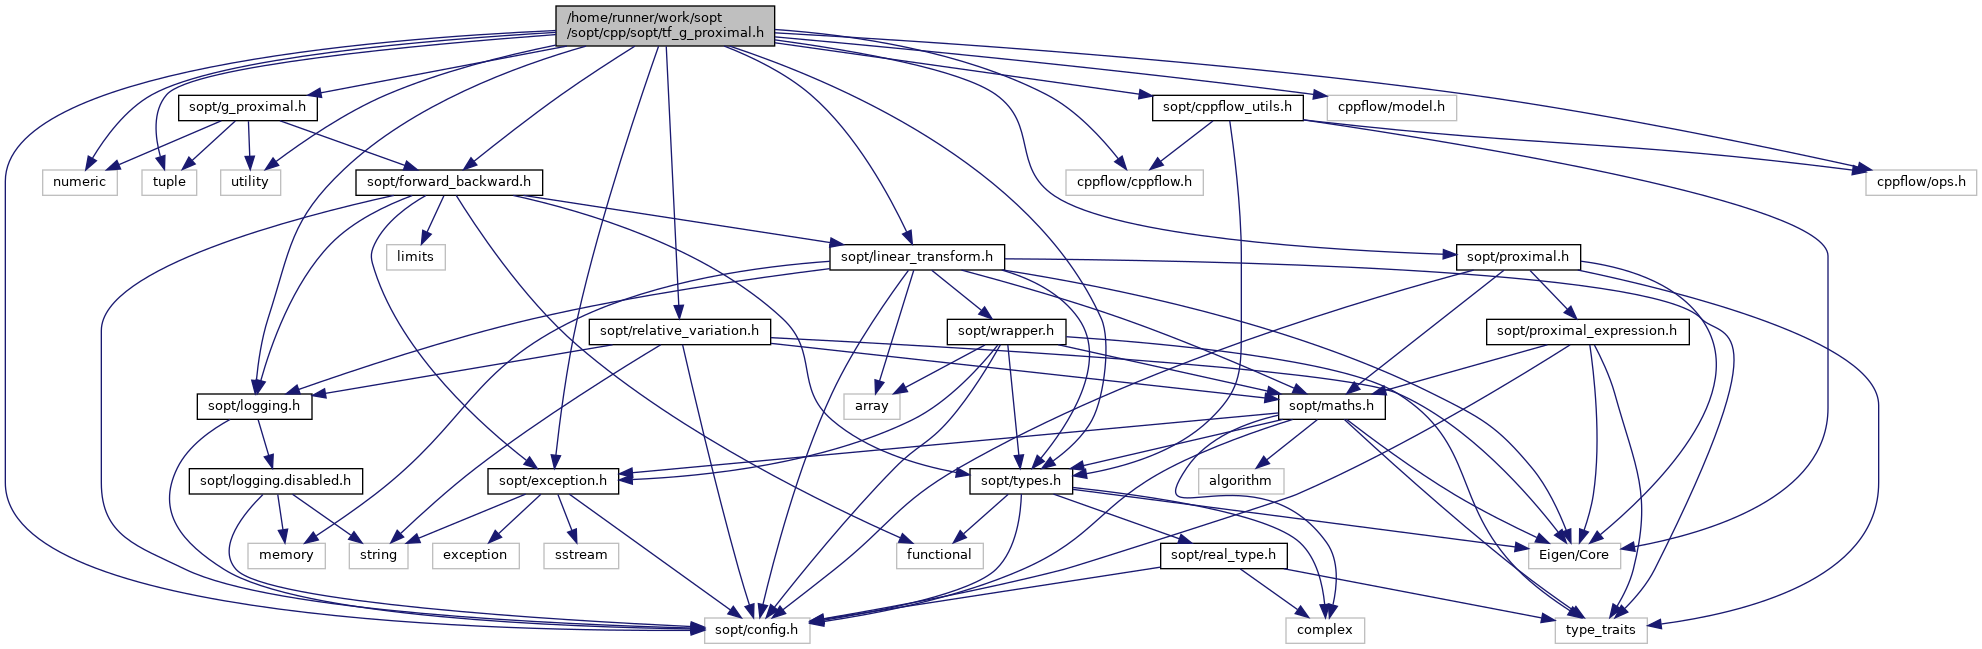 /home/runner/work/sopt
/sopt/cpp/sopt/tf_g_proximal.h
sopt/g_proximal.h
sopt/cppflow_utils.h
cppflow/model.h
numeric
tuple
utility
sopt/forward_backward.h
cppflow/cppflow.h
cppflow/ops.h
limits
sopt/linear_transform.h
sopt/proximal.h
sopt/relative_variation.h
sopt/wrapper.h
sopt/proximal_expression.h
sopt/logging.h
array
sopt/maths.h
sopt/logging.disabled.h
sopt/exception.h
sopt/types.h
algorithm
memory
string
exception
sstream
functional
sopt/real_type.h
Eigen/Core
sopt/config.h
complex
type_traits